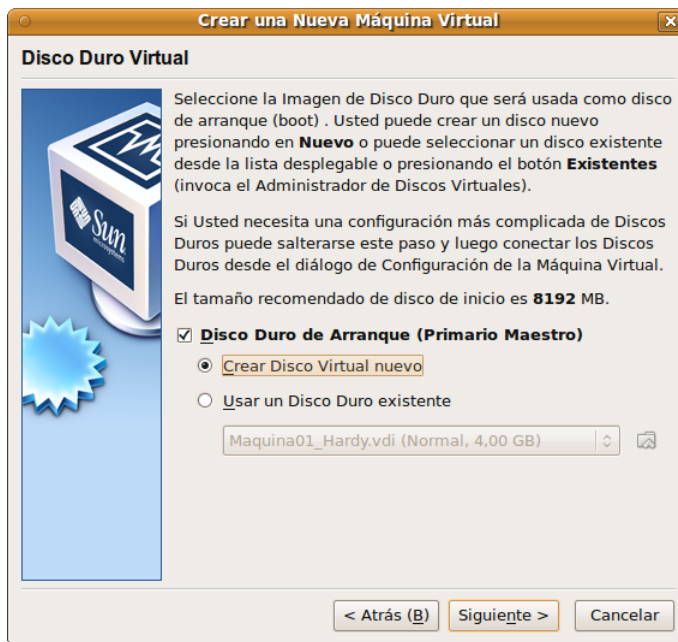 Crear una Nueva Máquina Virtual
Disco Duro Virtual
Seleccione la Imagen de Disco Duro que será usada como disco
de arranque (boot) . Usted puede crear un disco nuevo
presionando en Nuevo o puede seleccionar un disco existente
desde la lista desplegable o presionando el botón Existentes
(invoca el Administrador de Discos Virtuales).
Si Usted necesita una configuración más complicada de Discos
Duros puede salterarse este paso y luego conectar los Discos
Duros desde el diálogo de Configuración de la Máquina Virtual.
El tamaño recomendado de disco de inicio es 8192 MB.
Sun
microsystems
Disco Duro de Arranque (Primario Maestro)
Crear Disco Virtual nuevo
Usar un Disco Duro existente
Maquina01_Hardy.vdi (Normal, 4,00 GB)
< Atrás (B)
Siguiente >
Cancelar